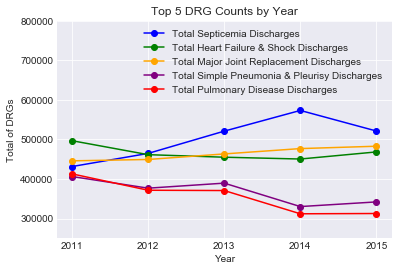 Top 5 DRG Counts by Year
Total Septicemia Discharges
Total Heart Failure & Shock Discharges
Total Major Joint Replacement Discharges
Total Simple Pneumonia & Pleurisy Discharges
Total Pulmonary Disease Discharges
Total of DRGs
800000
700000
600000
500000
400000
300000
2011
2012
2013
2014
2015
Year